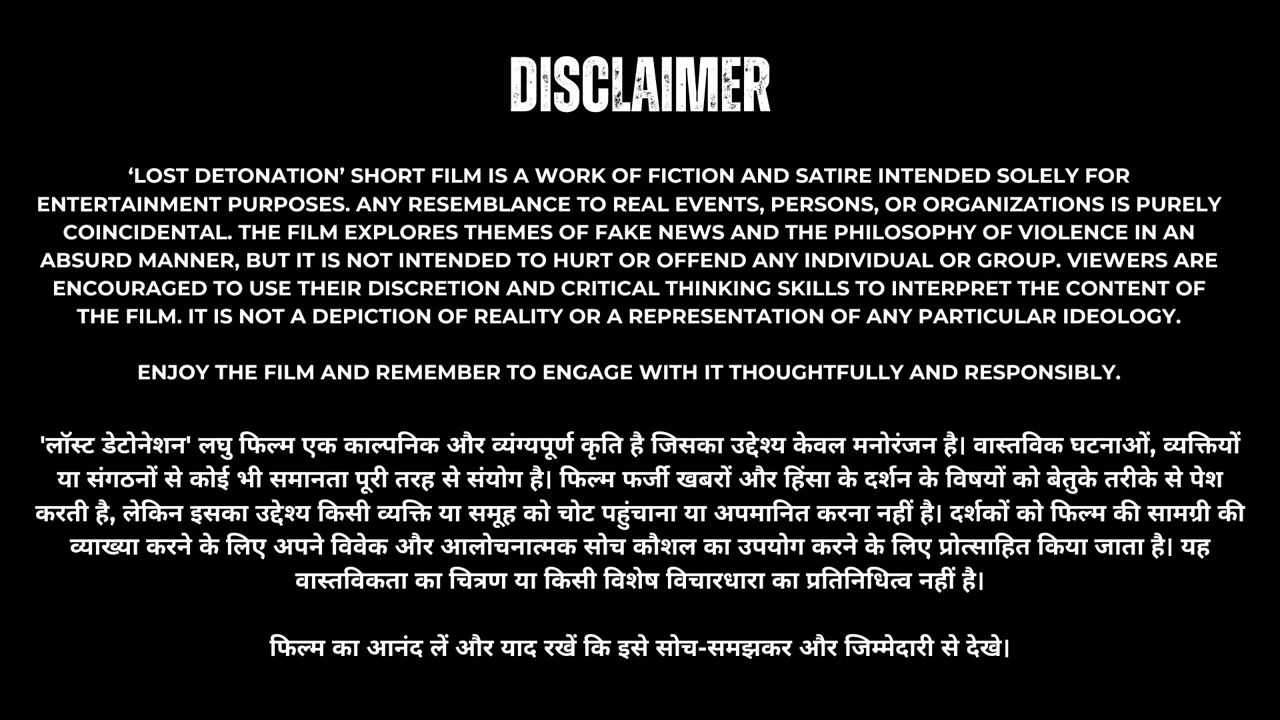 DISCLAIMER
‘LOST DETONATION’ SHORT FILM IS A WORK OF FICTION AND SATIRE INTENDED SOLELY FOR
ENTERTAINMENT PURPOSES. ANY RESEMBLANCE TO REAL EVENTS, PERSONS, OR ORGANIZATIONS IS PURELY
COINCIDENTAL. THE FILM EXPLORES THEMES OF FAKE NEWS AND THE PHILOSOPHY OF VIOLENCE IN AN
ABSURD MANNER, BUT IT IS NOT INTENDED TO HURT OR OFFEND ANY INDIVIDUAL OR GROUP. VIEWERS ARE
ENCOURAGED TO USE THEIR DISCRETION AND CRITICAL THINKING SKILLS TO INTERPRET THE CONTENT OF
THE FILM. IT IS NOT A DEPICTION OF REALITY OR A REPRESENTATION OF ANY PARTICULAR IDEOLOGY.
ENJOY THE FILM AND REMEMBER TO ENGAGE WITH IT THOUGHTFULLY AND RESPONSIBLY.
'लॉस्ट डेटोनेशन' लघु फिल्म एक काल्पनिक और व्यंग्यपूर्ण कृति है जिसका उद्देश्य केवल मनोरंजन है। वास्तविक घटनाओं, व्यक्तियों
या संगठनों से कोई भी समानता पूरी तरह से संयोग है। फिल्म फर्जी खबरों और हिंसा के दर्शन के विषयों को बेतुके तरीके से पेश
करती है, लेकिन इसका उद्देश्य किसी व्यक्ति या समूह को चोट पहुंचाना या अपमानित करना नहीं है। दर्शकों को फिल्म की सामग्री की
व्याख्या करने के लिए अपने विवेक और आलोचनात्मक सोच कौशल का उपयोग करने के लिए प्रोत्साहित किया जाता है। यह
वास्तविकता का चित्रण या किसी विशेष विचारधारा का प्रतिनिधित्व नहीं है।
फिल्म का आनंद लें और याद रखें कि इसे सोच-समझकर और जिम्मेदारी से देखे।